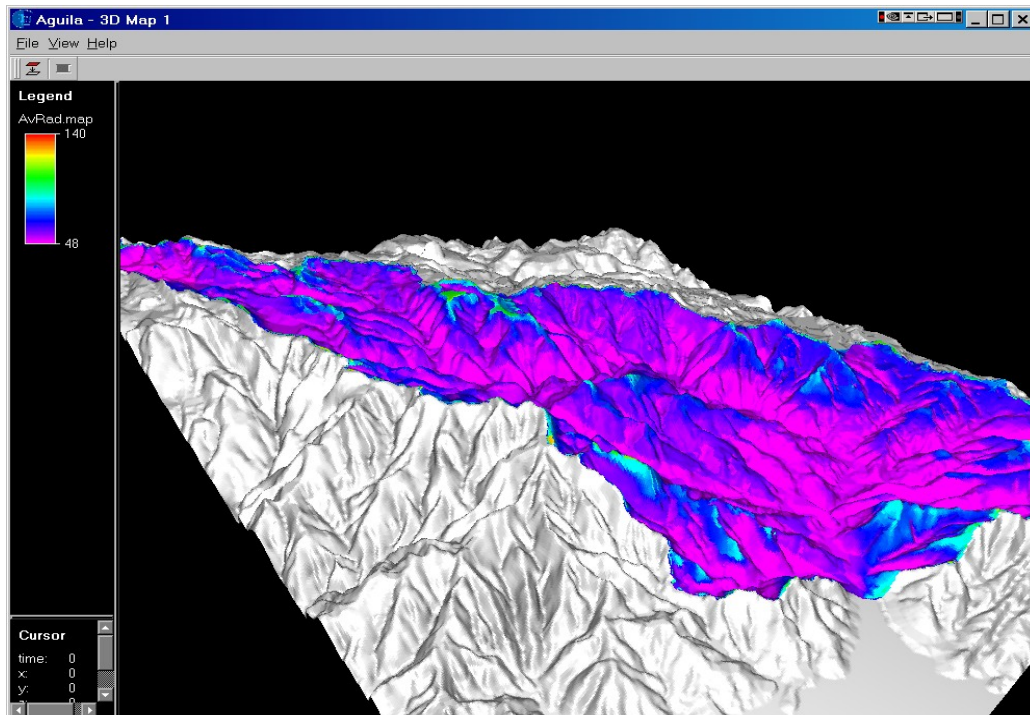 Aguila - 3D Map 1
File View Help
Legend
AvRad.map
140
48
Cursor
time: 0
x: 0
y: 0